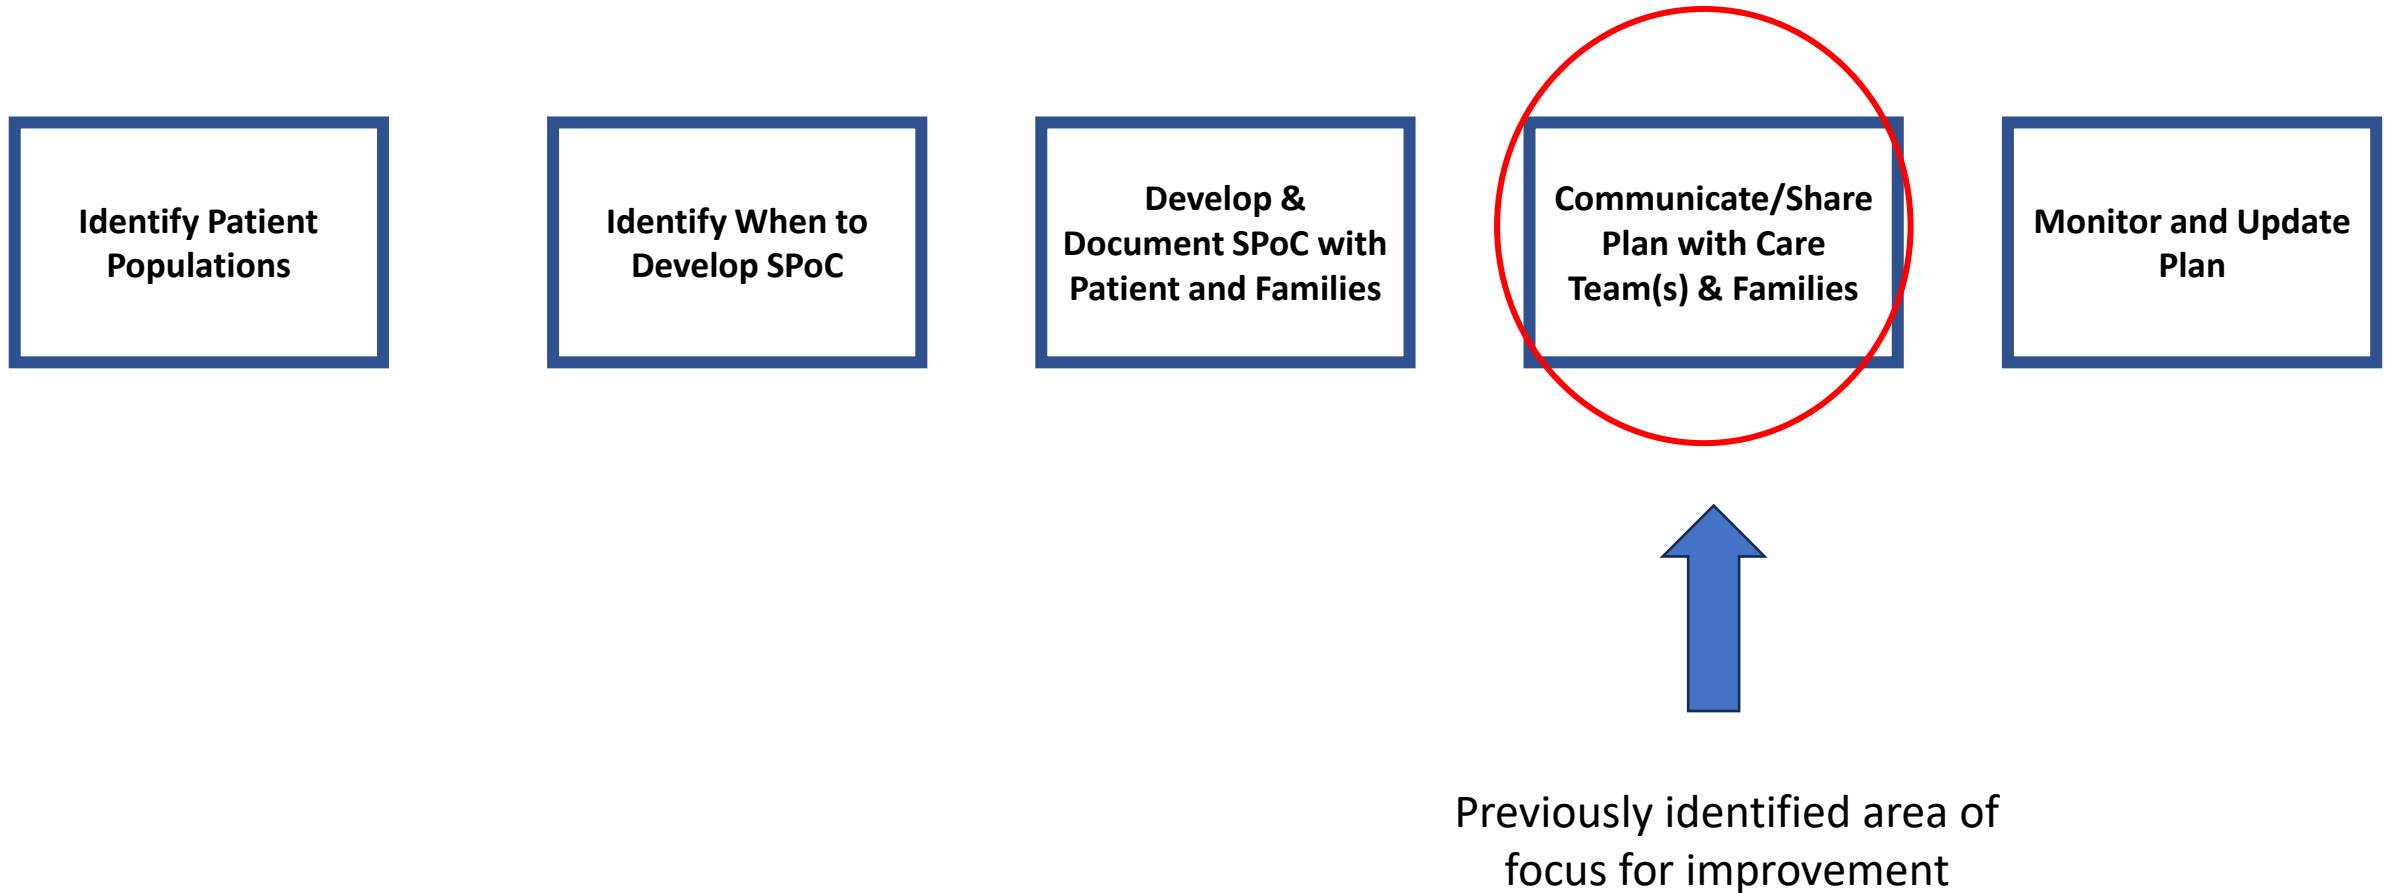 Identify Patient
Populations
Identify When to
Develop SPoC
Develop &
Document SPoC with
Patient and Families
Communicate/Share
Plan with Care
Team(s) & Families
Monitor and Update
Plan
Previously identified area of
focus for improvement